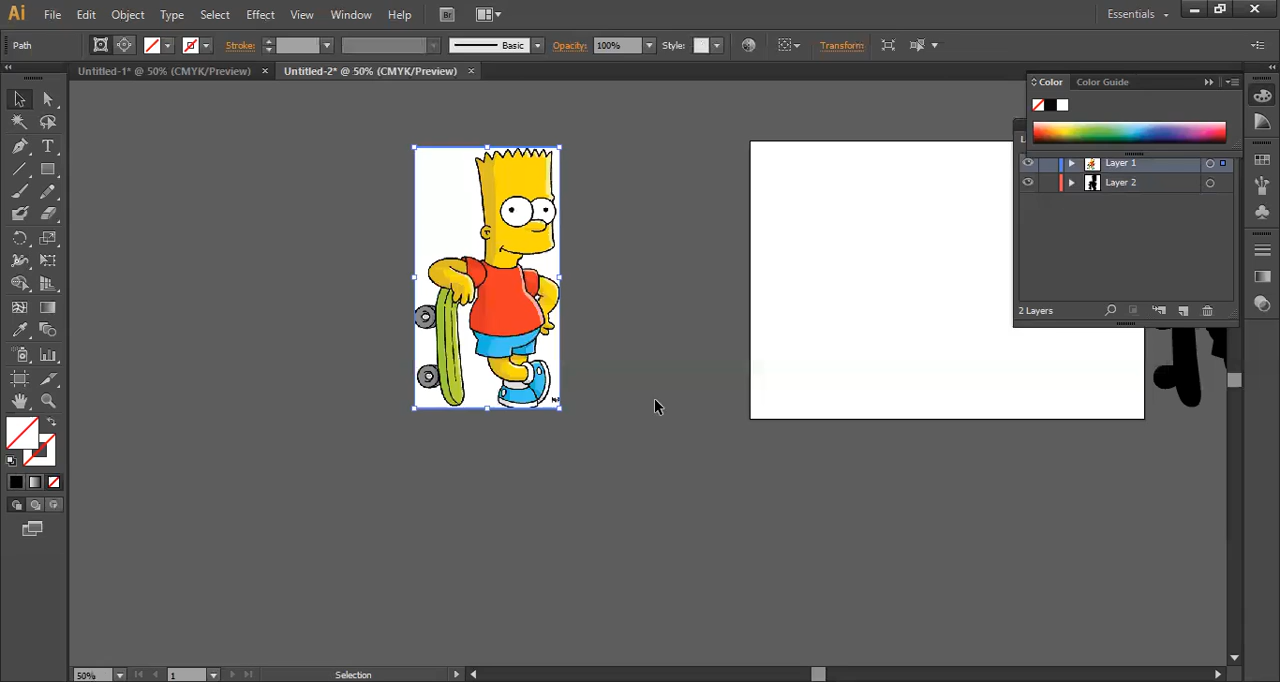 Ai File Edit Object Type Select Effect View Window Help Br Essentials
Path Stroke: Basic Opacity: 100% Style: Transform
Untitled-1* @ 50% (CMYK/Preview) × Untitled-2* @ 50% (CMYK/Preview) ×
Color Color Guide
Layer 1
Layer 2
2 Layers
50% 1 Selection